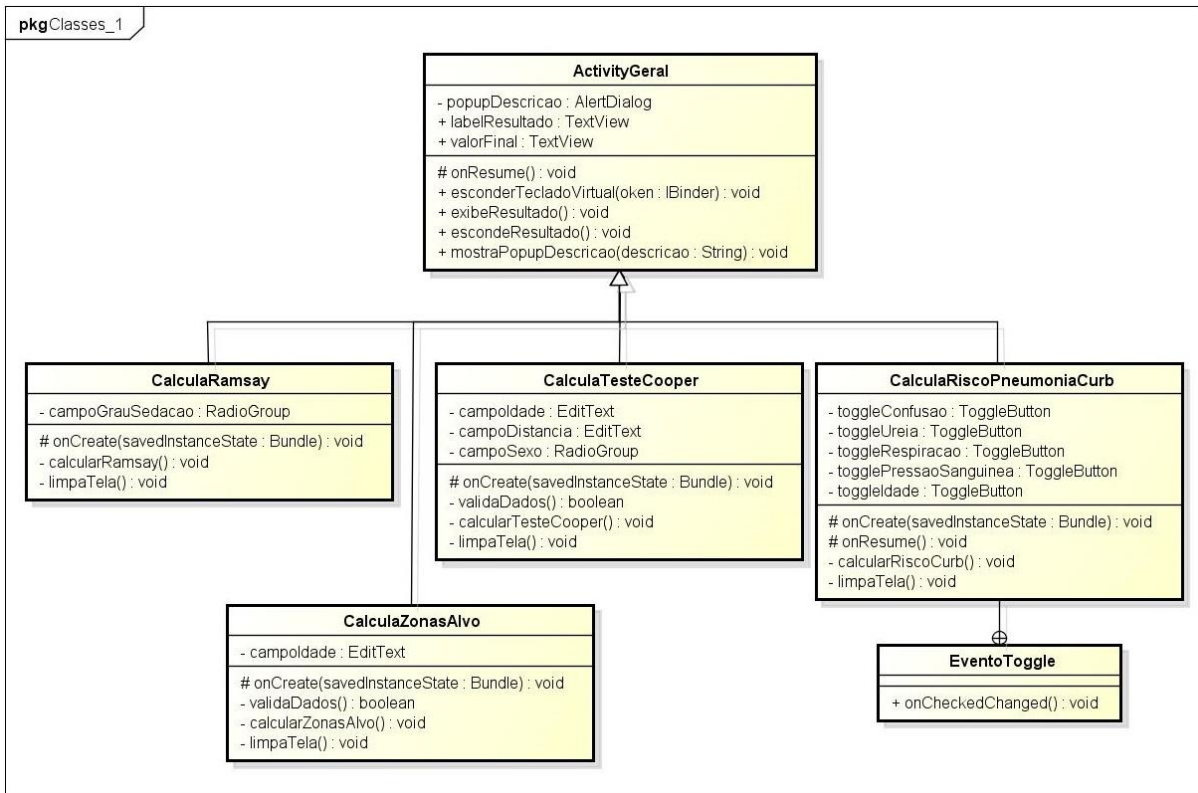 pkg Classes_1
ActivityGeral
- popupDescricao : AlertDialog
+ labelResultado : TextView
+ valorFinal : TextView
# onResume() : void
+ esconderTecladoVirtual(oken : IBinder) : void
+ exibeResultado() : void
+ escondeResultado() : void
+ mostraPopupDescricao(descricao : String) : void
CalculaRamsay
- campoGrauSedacao : RadioGroup
# onCreate(savedInstanceState : Bundle) : void
- calcularRamsay() : void
- limpaTela() : void
CalculaTesteCooper
- campoIdade : EditText
- campoDistancia : EditText
- campoSexo : RadioGroup
# onCreate(savedInstanceState : Bundle) : void
- validaDados() : boolean
- calcularTesteCooper() : void
- limpaTela() : void
CalculaRiscoPneumoniaCurb
- toggleConfusao : ToggleButton
- toggleUreia : ToggleButton
- toggleRespiracao : ToggleButton
- togglePressaoSanguinea : ToggleButton
- toggleIdade : ToggleButton
# onCreate(savedInstanceState : Bundle) : void
# onResume() : void
- calcularRiscoCurb() : void
- limpaTela() : void
CalculaZonasAlvo
- campoIdade : EditText
# onCreate(savedInstanceState : Bundle) : void
- validaDados() : boolean
- calcularZonasAlvo() : void
- limpaTela() : void
EventoToggle
+ onCheckedChanged() : void